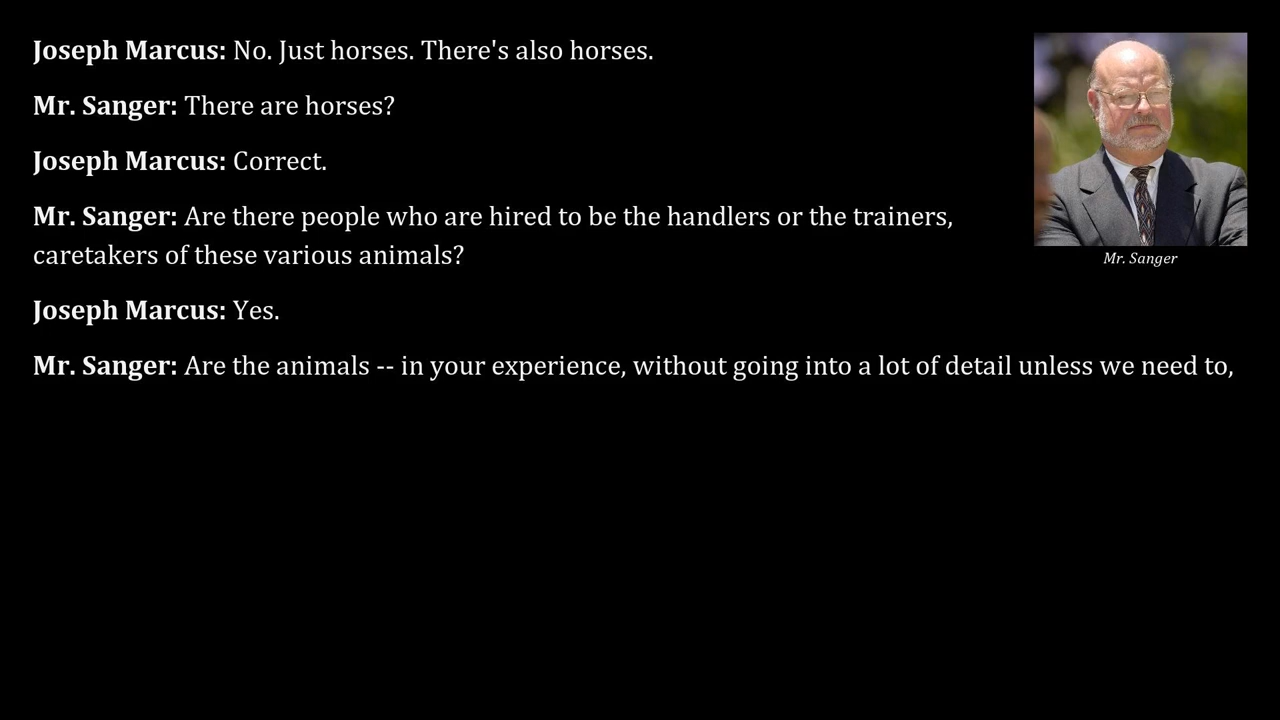 Joseph Marcus: No. Just horses. There's also horses.
Mr. Sanger: There are horses?
Joseph Marcus: Correct.
Mr. Sanger: Are there people who are hired to be the handlers or the trainers,
caretakers of these various animals?
Joseph Marcus: Yes.
Mr. Sanger: Are the animals -- in your experience, without going into a lot of detail unless we need to,
Mr. Sanger